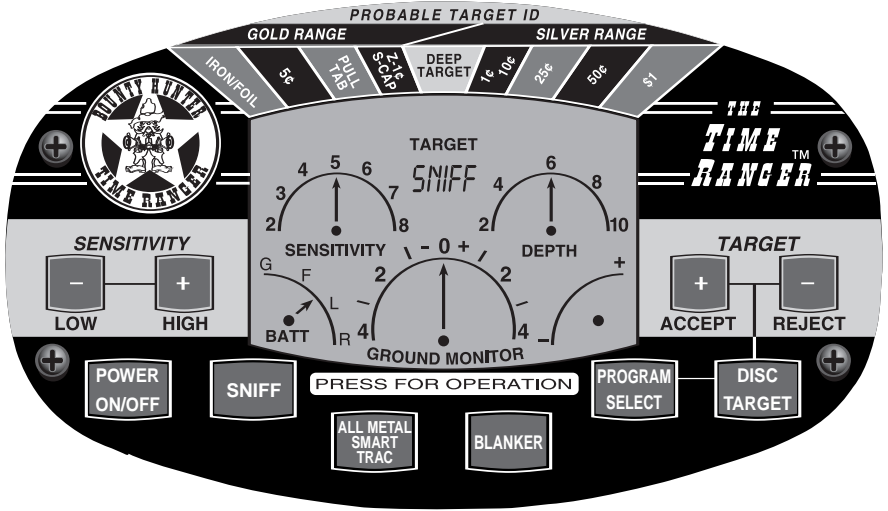 PROBABLE TARGET ID
GOLD RANGE SILVER RANGE
IRON/FOIL
5¢
PULL
TAB
Z-1¢
S-CAP
DEEP
TARGET
1¢
10¢
25¢
50¢
$1
BOUNTY HUNTER
TIME RANGER
THE
TIME
RANGER™
TARGET
SNIFF
2 3 4 5 6 7 8
SENSITIVITY
2 4 6 8 10
DEPTH
G F L R
BATT
4 2 - 0 + 2 4
GROUND MONITOR
- +
SENSITIVITY
- +
LOW HIGH
TARGET
+ -
ACCEPT REJECT
POWER
ON/OFF
SNIFF
PRESS FOR OPERATION
PROGRAM
SELECT
DISC
TARGET
ALL METAL
SMART
TRAC
BLANKER